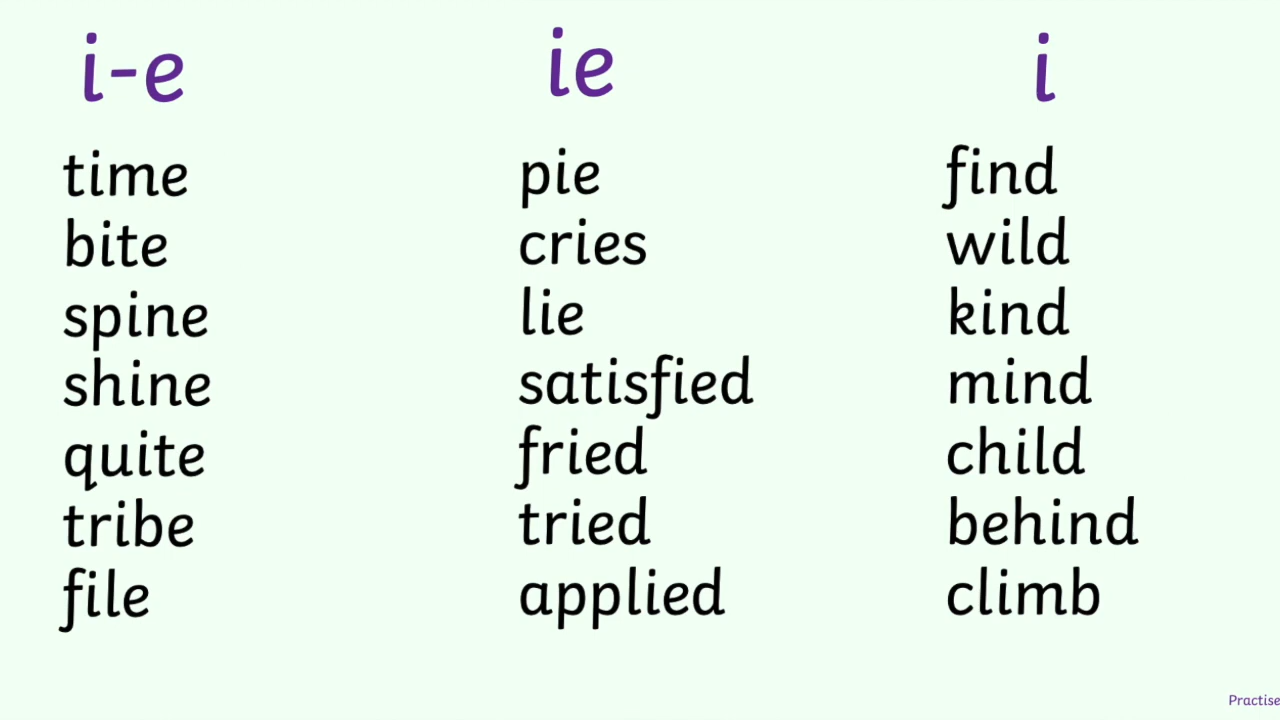 i-e ie i
time pie find
bite cries wild
spine lie kind
shine satisfied mind
quite fried child
tribe tried behind
file applied climb
Practise